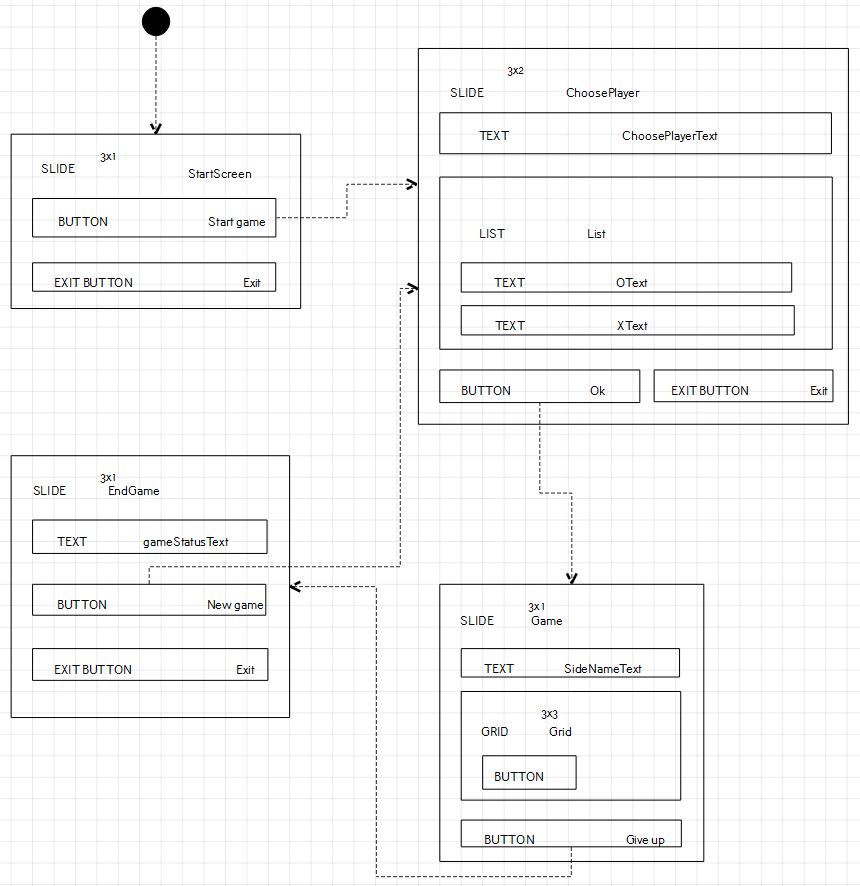 3x1
SLIDE StartScreen
BUTTON Start game
EXIT BUTTON Exit
3x2
SLIDE ChoosePlayer
TEXT ChoosePlayerText
LIST List
TEXT OText
TEXT XText
BUTTON Ok
EXIT BUTTON Exit
3x1
SLIDE EndGame
TEXT gameStatusText
BUTTON New game
EXIT BUTTON Exit
3x1
SLIDE Game
TEXT SideNameText
3x3
GRID Grid
BUTTON
BUTTON Give up